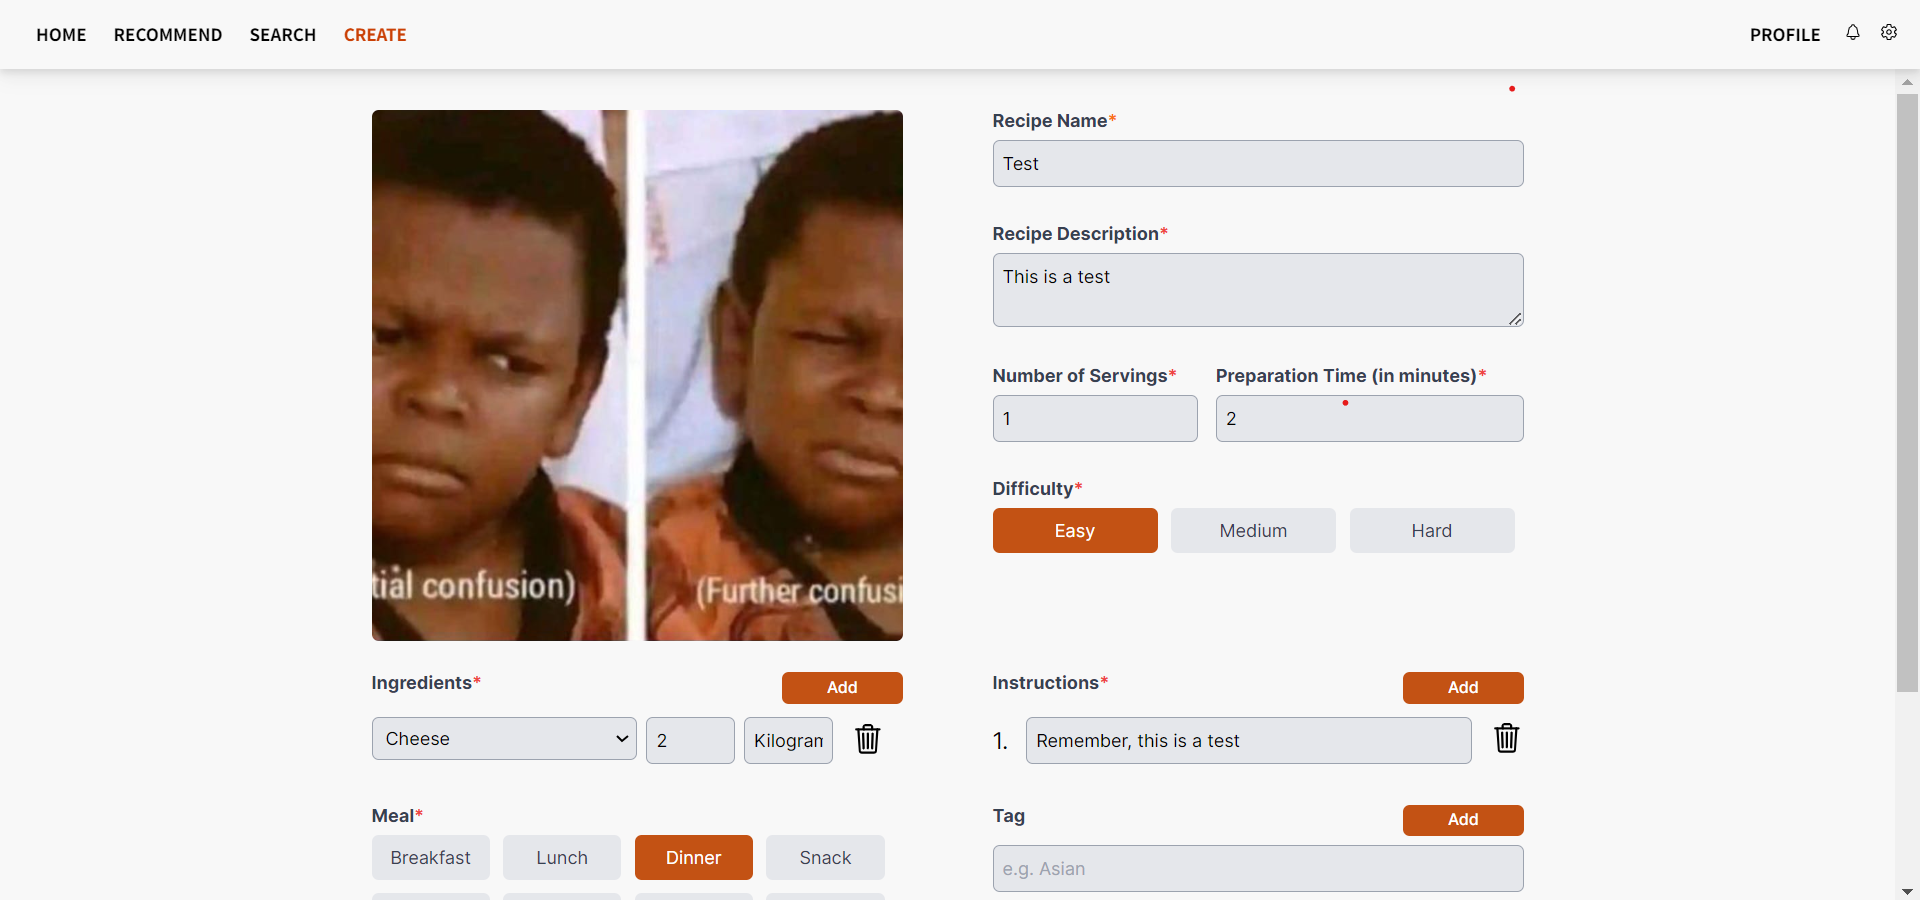 HOME RECOMMEND SEARCH CREATE PROFILE
tial confusion)
(Further confusi
Recipe Name*
Test
Recipe Description*
This is a test
Number of Servings* Preparation Time (in minutes)*
1 2
Difficulty*
Easy Medium Hard
Ingredients* Add
Cheese 2 Kilogram
Meal*
Breakfast Lunch Dinner Snack
Instructions* Add
1. Remember, this is a test
Tag Add
e.g. Asian